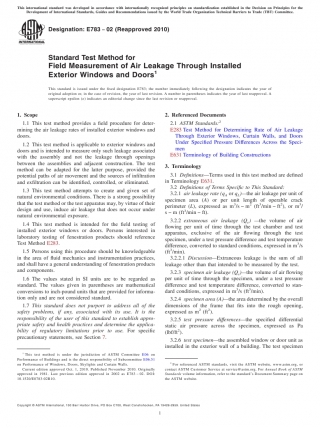 This international standard was developed in accordance with internationally recognized principles on standardization established in the Decision on Principles for the
Development of International Standards, Guides and Recommendations issued by the World Trade Organization Technical Barriers to Trade (TBT) Committee.
Designation: E783 − 02 (Reapproved 2010)
Standard Test Method for
Field Measurement of Air Leakage Through Installed
Exterior Windows and Doors¹
This standard is issued under the fixed designation E783; the number immediately following the designation indicates the year of
original adoption or, in the case of revision, the year of last revision. A number in parentheses indicates the year of last reapproval. A
superscript epsilon (ε) indicates an editorial change since the last revision or reapproval.
1. Scope
1.1 This test method provides a field procedure for deter-
mining the air leakage rates of installed exterior windows and
doors.
1.2 This test method is applicable to exterior windows and
doors and is intended to measure only such leakage associated
with the assembly and not the leakage through openings
between the assemblies and adjacent construction. The test
method can be adapted for the latter purpose, provided the
potential paths of air movement and the sources of infiltration
and exfiltration can be identified, controlled, or eliminated.
1.3 This test method attempts to create and given set of
natural environmental conditions. There is a strong possibility
that the test method or the test apparatus may, by virtue of their
design and use, induce air leakage that does not occur under
natural environmental exposure.
1.4 This test method is intended for the field testing of
installed exterior windows or doors. Persons interested in
laboratory testing of fenestration products should reference
Test Method E283.
1.5 Persons using this procedure should be knowledgeable
in the area of fluid mechanics and instrumentation practices,
and shall have a general understanding of fenestration products
and components.
1.6 The values stated in SI units are to be regarded as
standard. The values given in parentheses are mathematical
conversions to inch-pound units that are provided for informa-
tion only and are not considered standard.
1.7 This standard does not purport to address all of the
safety problems, if any, associated with its use. It is the
responsibility of the user of this standard to establish appro-
priate safety and health practices and determine the applica-
bility of regulatory limitations prior to use. For specific
precautionary statements, see Section 7.
¹ This test method is under the jurisdiction of ASTM Committee E06 on
Performance of Buildings and is the direct responsibility of Subcommittee E06.51
on Performance of Windows, Doors, Skylights and Curtain Walls.
Current edition approved Oct. 1, 2010. Published November 2010. Originally
approved in 1981. Last previous edition approved in 2002 as E783 – 02. DOI:
10.1520/E0783-02R10.
2. Referenced Documents
2.1 ASTM Standards:²
E283 Test Method for Determining Rate of Air Leakage
Through Exterior Windows, Curtain Walls, and Doors
Under Specified Pressure Differences Across the Speci-
men
E631 Terminology of Building Constructions
3. Terminology
3.1 Definitions—Terms used in this test method are defined
in Terminology E631.
3.2 Definitions of Terms Specific to This Standard:
3.2.1 air leakage rate (qA or qL)—the air leakage per unit of
specimen area (A) or per unit length of operable crack
perimeter (L), expressed as m³/s − m² (ft³/min − ft²), or m³/
s − m (ft³/min − ft).
3.2.2 extraneous air leakage (QL) —the volume of air
flowing per unit of time through the test chamber and test
apparatus, exclusive of the air flowing through the test
specimen, under a test pressure difference and test temperature
difference, converted to standard conditions, expressed in m³/s
(ft³/min).
3.2.2.1 Discussion—Extraneous leakage is the sum of all
leakage other than that intended to be measured by the test.
3.2.3 specimen air leakage (Qs)—the volume of air flowing
per unit of time through the specimen, under a test pressure
difference and test temperature difference, converted to stan-
dard conditions, expressed in m³/s (ft³/min).
3.2.4 specimen area (A)—the area determined by the overall
dimensions of the frame that fits into the rough opening,
expressed as m² (ft²).
3.2.5 test pressure differences—the specified differential
static air pressure across the specimen, expressed as Pa
(lbf/ft²).
3.2.6 test specimen—the assembled window or door unit as
installed in the exterior wall of a building. The test specimen
² For referenced ASTM standards, visit the ASTM website, www.astm.org, or
contact ASTM Customer Service at service@astm.org. For Annual Book of ASTM
Standards volume information, refer to the standard's Document Summary page on
the ASTM website.
Copyright © ASTM International, 100 Barr Harbor Drive, PO Box C700, West Conshohocken, PA 19428-2959. United States
1